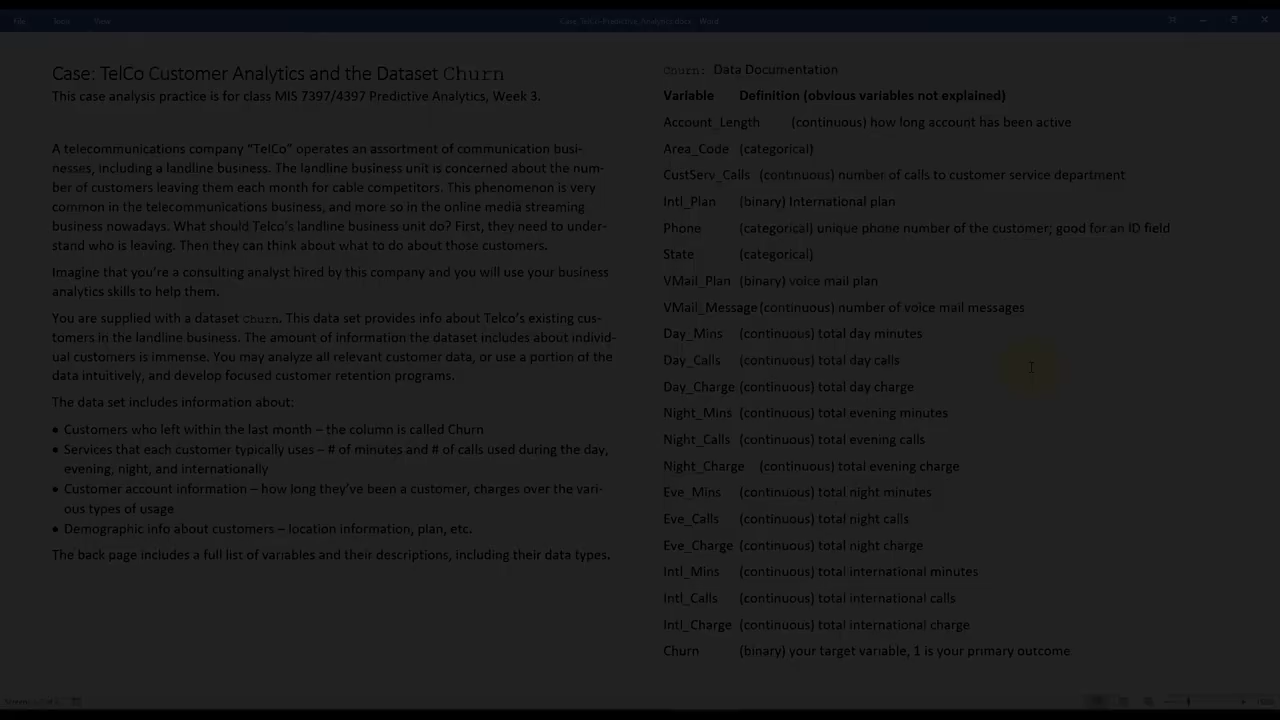 File Tools View
Case_TelCo-Predictive_Analytics.docx - Word
Case: TelCo Customer Analytics and the Dataset Churn
This case analysis practice is for class MIS 7397/4397 Predictive Analytics, Week 3.
A telecommunications company “TelCo” operates an assortment of communication busi-
nesses, including a landline business. The landline business unit is concerned about the num-
ber of customers leaving them each month for cable competitors. This phenomenon is very
common in the telecommunications business, and more so in the online media streaming
business nowadays. What should Telco’s landline business unit do? First, they need to under-
stand who is leaving. Then they can think about what to do about those customers.
Imagine that you’re a consulting analyst hired by this company and you will use your business
analytics skills to help them.
You are supplied with a dataset Churn. This data set provides info about Telco’s existing cus-
tomers in the landline business. The amount of information the dataset includes about individ-
ual customers is immense. You may analyze all relevant customer data, or use a portion of the
data intuitively, and develop focused customer retention programs.
The data set includes information about:
• Customers who left within the last month – the column is called Churn
• Services that each customer typically uses – # of minutes and # of calls used during the day,
evening, night, and internationally
• Customer account information – how long they’ve been a customer, charges over the vari-
ous types of usage
• Demographic info about customers – location information, plan, etc.
The back page includes a full list of variables and their descriptions, including their data types.
Churn: Data Documentation
Variable Definition (obvious variables not explained)
Account_Length (continuous) how long account has been active
Area_Code (categorical)
CustServ_Calls (continuous) number of calls to customer service department
Intl_Plan (binary) International plan
Phone (categorical) unique phone number of the customer; good for an ID field
State (categorical)
VMail_Plan (binary) voice mail plan
VMail_Message (continuous) number of voice mail messages
Day_Mins (continuous) total day minutes
Day_Calls (continuous) total day calls
Day_Charge (continuous) total day charge
Night_Mins (continuous) total evening minutes
Night_Calls (continuous) total evening calls
Night_Charge (continuous) total evening charge
Eve_Mins (continuous) total night minutes
Eve_Calls (continuous) total night calls
Eve_Charge (continuous) total night charge
Intl_Mins (continuous) total international minutes
Intl_Calls (continuous) total international calls
Intl_Charge (continuous) total international charge
Churn (binary) your target variable, 1 is your primary outcome